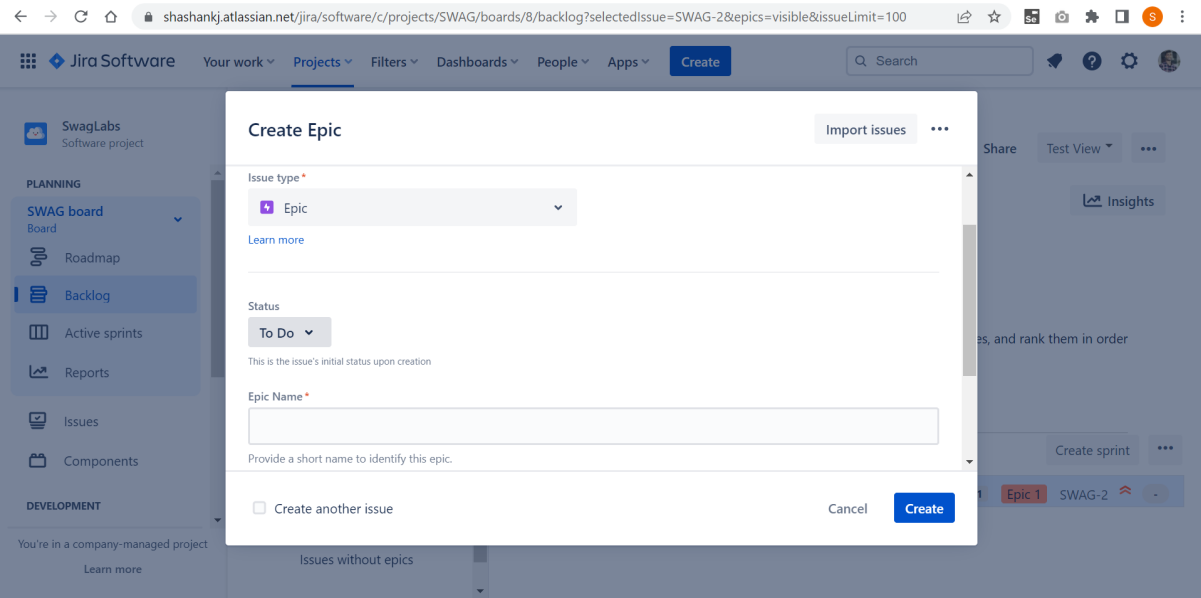 shashankj.atlassian.net/jira/software/c/projects/SWAG/boards/8/backlog?selectedIssue=SWAG-2&epics=visible&issueLimit=100
Se
S
Jira Software
Your work
Projects
Filters
Dashboards
People
Apps
Create
Search
SwagLabs
Software project
PLANNING
SWAG board
Board
Roadmap
Backlog
Active sprints
Reports
Issues
Components
DEVELOPMENT
You're in a company-managed project
Learn more
Create Epic
Import issues
Issue type*
Epic
Learn more
Status
To Do
This is the issue's initial status upon creation
Epic Name*
Provide a short name to identify this epic.
Create another issue
Cancel
Create
Share
Test View
Insights
es, and rank them in order
Create sprint
1
Epic 1
SWAG-2
-
Issues without epics